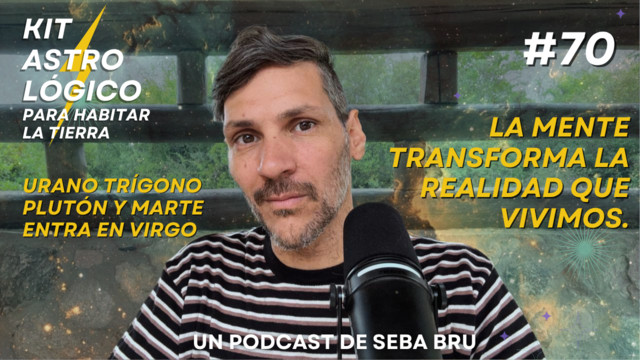 KIT
ASTRO
LÓGICO
PARA HABITAR
LA TIERRA
#70
LA MENTE
TRANSFORMA LA
REALIDAD QUE
VIVIMOS.
URANO TRÍGONO
PLUTÓN Y MARTE
ENTRA EN VIRGO
UN PODCAST DE SEBA BRU